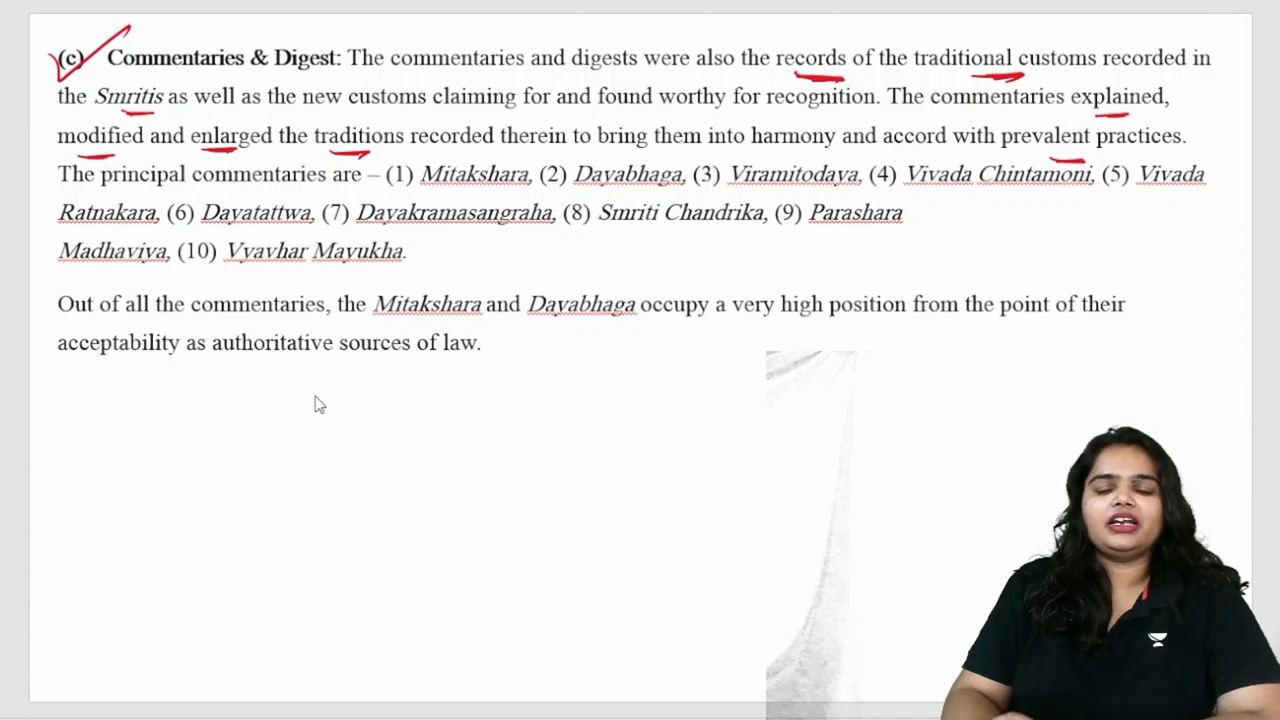 (c) Commentaries & Digest: The commentaries and digests were also the records of the traditional customs recorded in
the Smritis as well as the new customs claiming for and found worthy for recognition. The commentaries explained,
modified and enlarged the traditions recorded therein to bring them into harmony and accord with prevalent practices.
The principal commentaries are – (1) Mitakshara, (2) Dayabhaga, (3) Viramitodaya, (4) Vivada Chintamoni, (5) Vivada
Ratnakara, (6) Dayatattwa, (7) Dayakramasangraha, (8) Smriti Chandrika, (9) Parashara
Madhaviya, (10) Vyavhar Mayukha.
Out of all the commentaries, the Mitakshara and Dayabhaga occupy a very high position from the point of their
acceptability as authoritative sources of law.